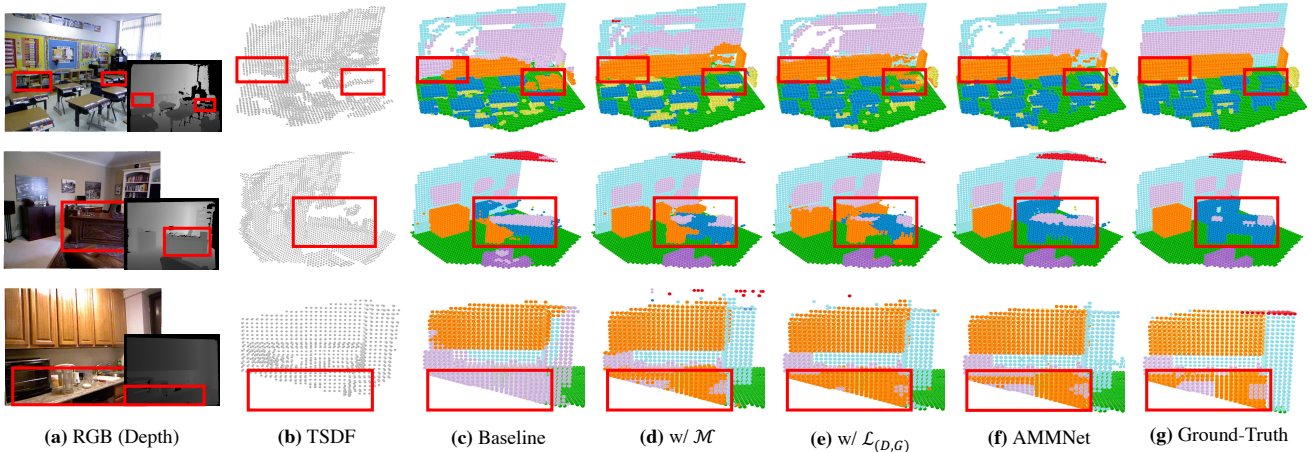 (a) RGB (Depth) (b) TSDF (c) Baseline (d) w/ ℳ (e) w/ ℒ(D,G) (f) AMMNet (g) Ground-Truth